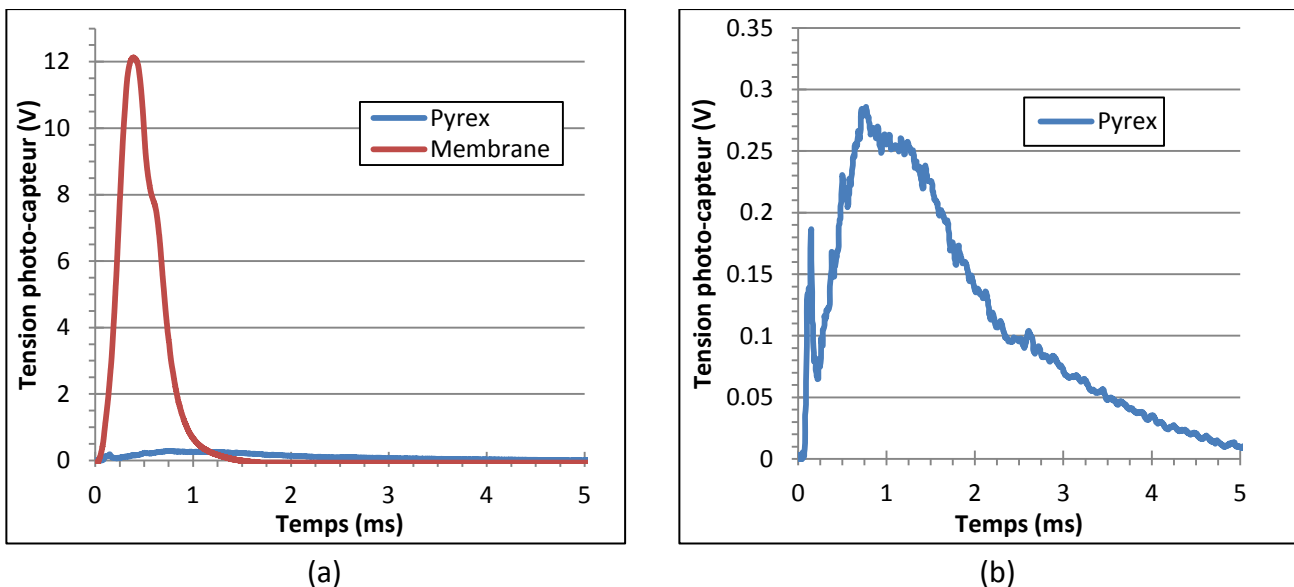 Tension photo-capteur (V)
12
10
8
6
4
2
0
Pyrex
Membrane
0 1 2 3 4 5
Temps (ms)
(a)
Tension photo-capteur (V)
0.35
0.3
0.25
0.2
0.15
0.1
0.05
0
Pyrex
0 1 2 3 4 5
Temps (ms)
(b)